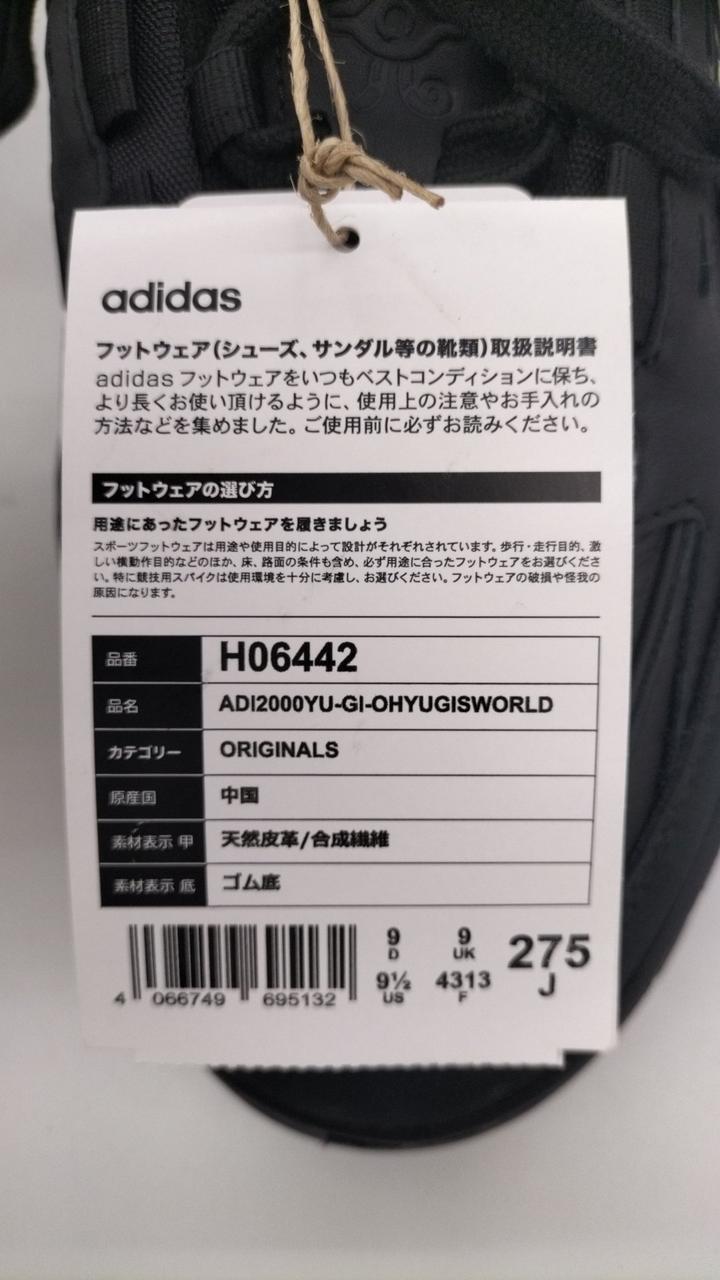 adidas
フットウェア(シューズ、サンダル等の靴類)取扱説明書
adidas フットウェアをいつもベストコンディションに保ち、
より長くお使い頂けるように、使用上の注意やお手入れの
方法などを集めました。ご使用前に必ずお読みください。
フットウェアの選び方
用途にあったフットウェアを履きましょう
スポーツフットウェアは用途や使用目的によって設計がそれぞれされています。歩行・走行目的、激
しい横動作目的などのほか、床、路面の条件も含め、必ず用途に合ったフットウェアをお選びくださ
い。特に競技用スパイクは使用環境を十分に考慮し、お選びください。フットウェアの破損や怪我の
原因になります。
品番 H06442
品名 ADI2000YU-GI-OHYUGISWORLD
カテゴリー ORIGINALS
原産国 中国
素材表示 甲 天然皮革/合成繊維
素材表示 底 ゴム底
9 9 275
D UK J
9½ 4313
US F
4 066749 695132